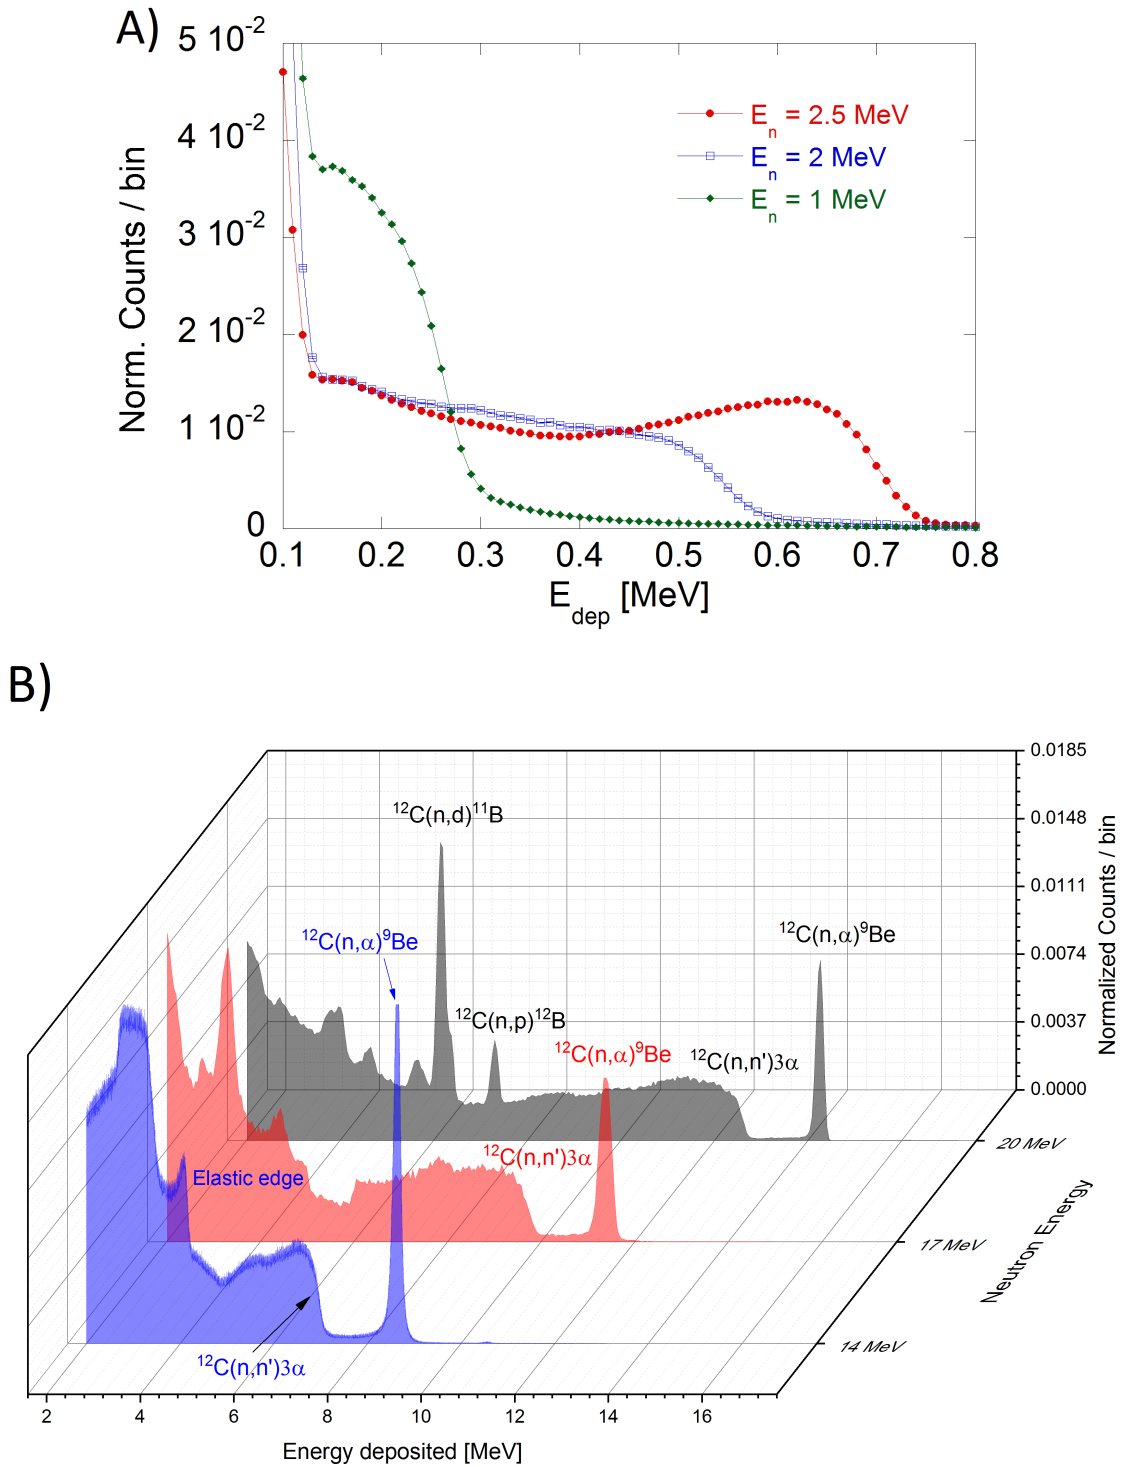 A)
5 10⁻²
4 10⁻²
3 10⁻²
2 10⁻²
1 10⁻²
0
Norm. Counts / bin
Eₙ = 2.5 MeV
Eₙ = 2 MeV
Eₙ = 1 MeV
0.1 0.2 0.3 0.4 0.5 0.6 0.7 0.8
E_dep [MeV]
B)
0.0185
0.0148
0.0111
0.0074
0.0037
0.0000
Normalized Counts / bin
¹²C(n,d)¹¹B
¹²C(n,α)⁹Be
¹²C(n,α)⁹Be
¹²C(n,p)¹²B
¹²C(n,α)⁹Be
¹²C(n,n')3α
¹²C(n,n')3α
Elastic edge
¹²C(n,n')3α
20 MeV
17 MeV
14 MeV
Neutron Energy
2 4 6 8 10 12 14 16
Energy deposited [MeV]